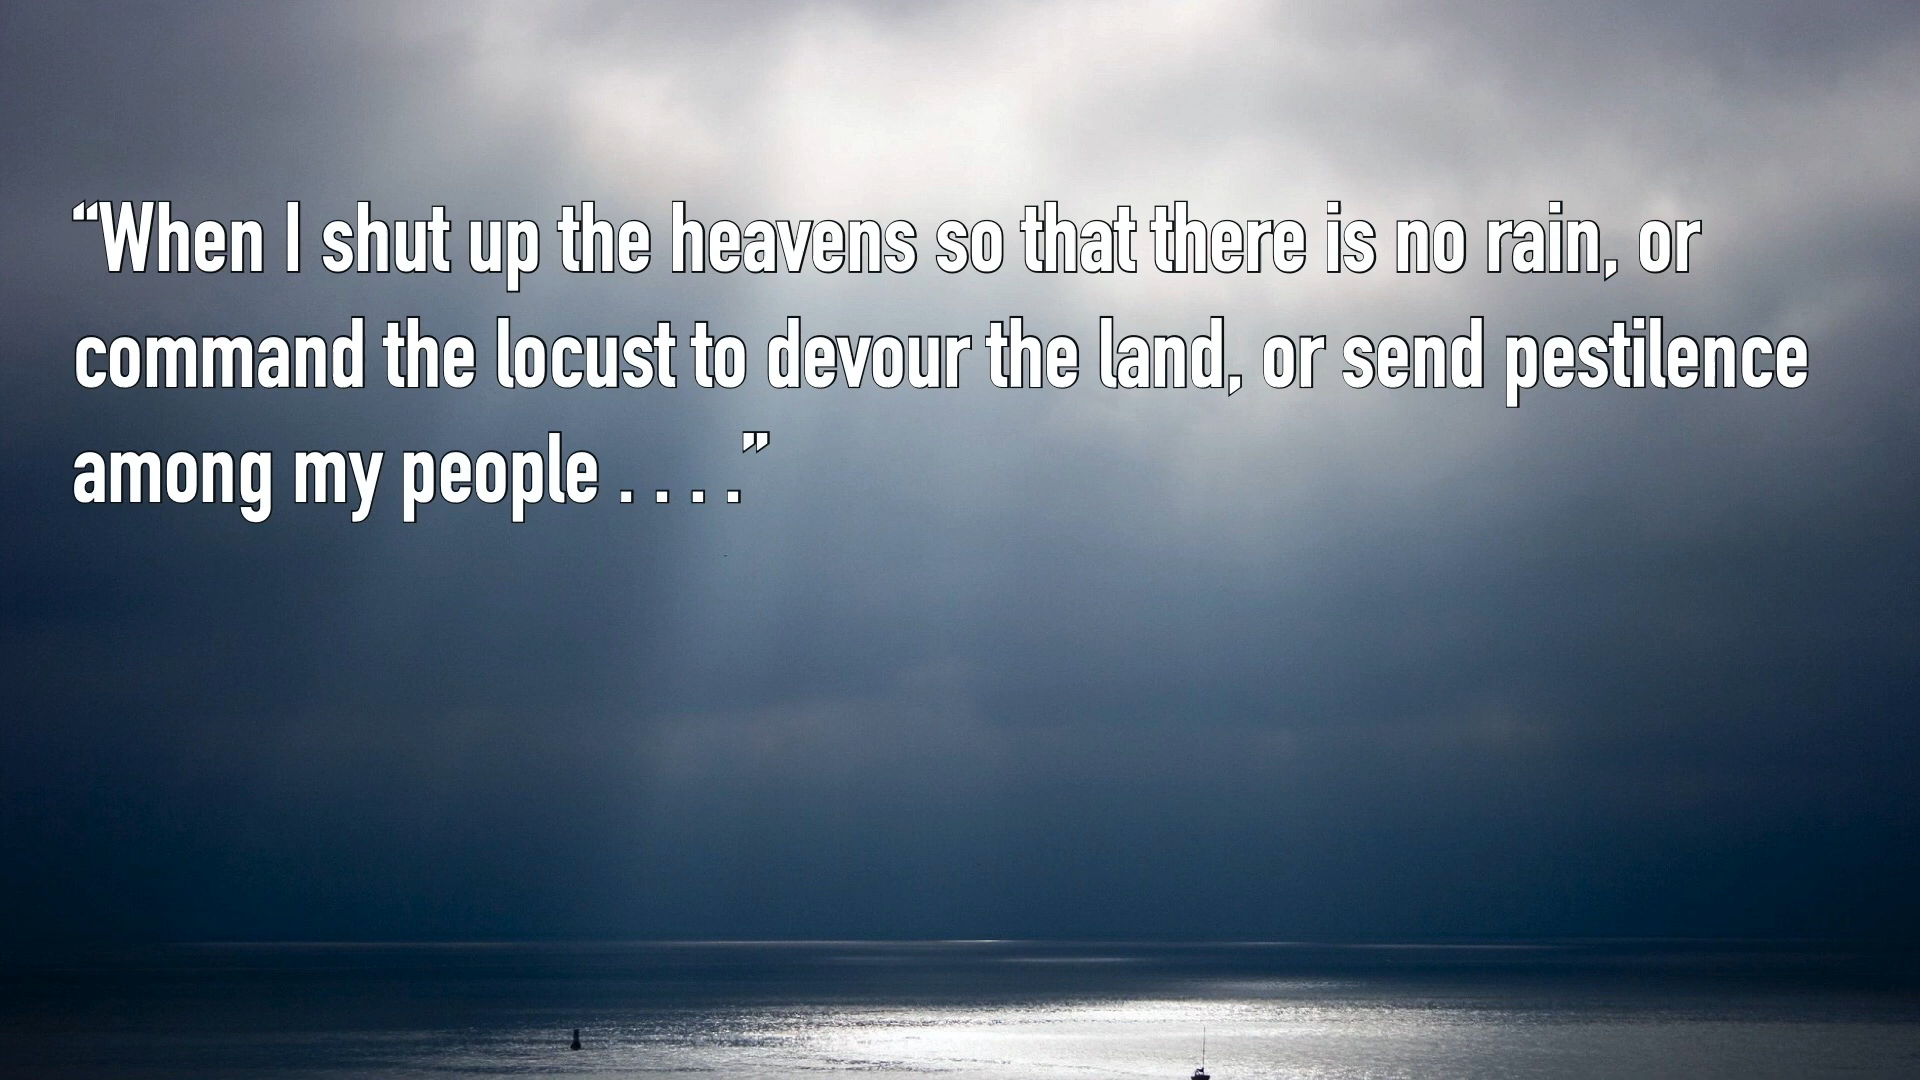 “When I shut up the heavens so that there is no rain, or
command the locust to devour the land, or send pestilence
among my people . . . .”